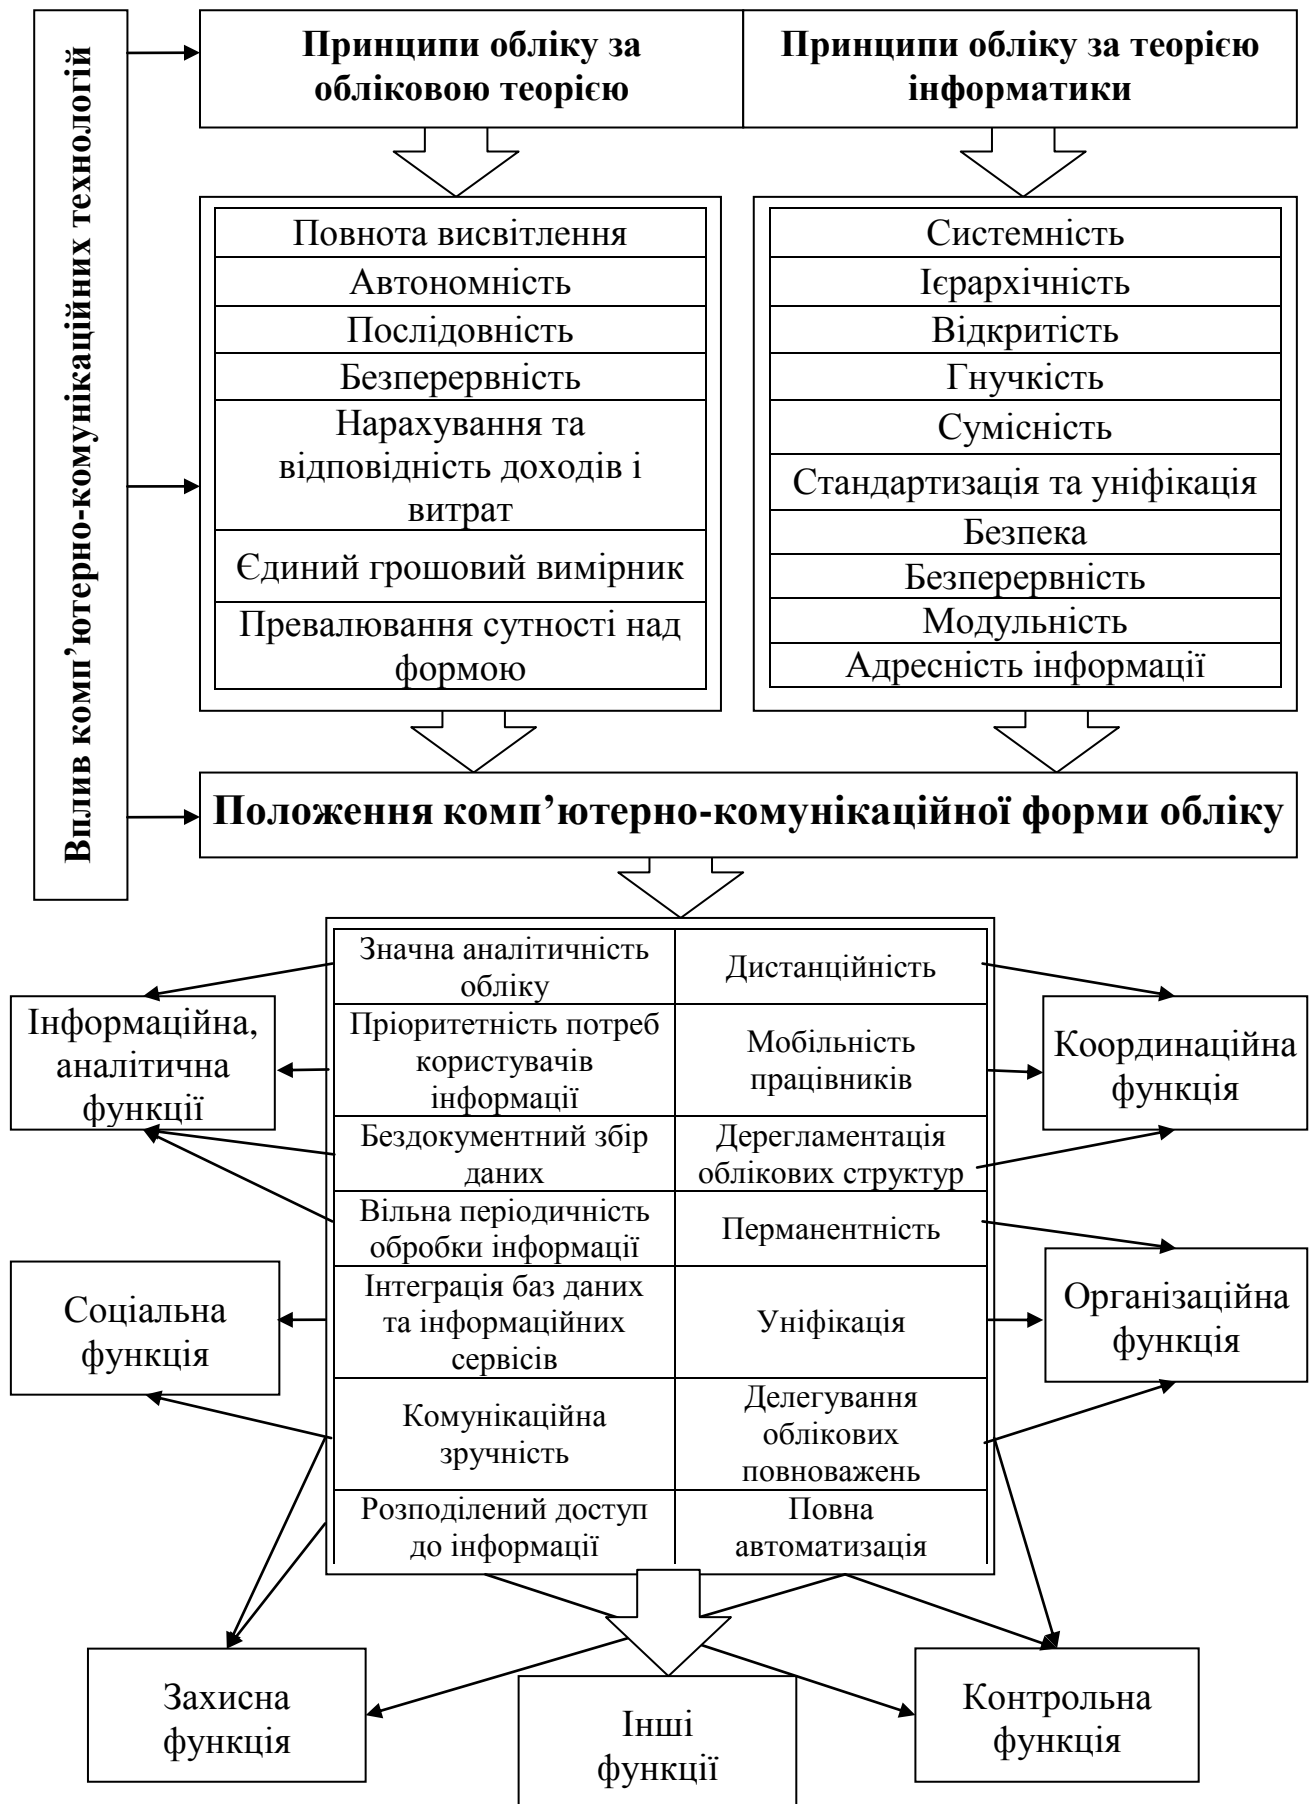 Вплив комп’ютерно-комунікаційних технологій
Принципи обліку за
обліковою теорією
Принципи обліку за теорією
інформатики
Повнота висвітлення
Автономність
Послідовність
Безперервність
Нарахування та
відповідність доходів і
витрат
Єдиний грошовий вимірник
Превалювання сутності над
формою
Системність
Ієрархічність
Відкритість
Гнучкість
Сумісність
Стандартизація та уніфікація
Безпека
Безперервність
Модульність
Адресність інформації
Положення комп’ютерно-комунікаційної форми обліку
Значна аналітичність
обліку
Дистанційність
Пріоритетність потреб
користувачів
інформації
Мобільність
працівників
Бездокументний збір
даних
Дерегламентація
облікових структур
Вільна періодичність
обробки інформації
Перманентність
Інтеграція баз даних
та інформаційних
сервісів
Уніфікація
Комунікаційна
зручність
Делегування
облікових
повноважень
Розподілений доступ
до інформації
Повна
автоматизація
Інформаційна,
аналітична
функції
Соціальна
функція
Координаційна
функція
Організаційна
функція
Захисна
функція
Інші
функції
Контрольна
функція